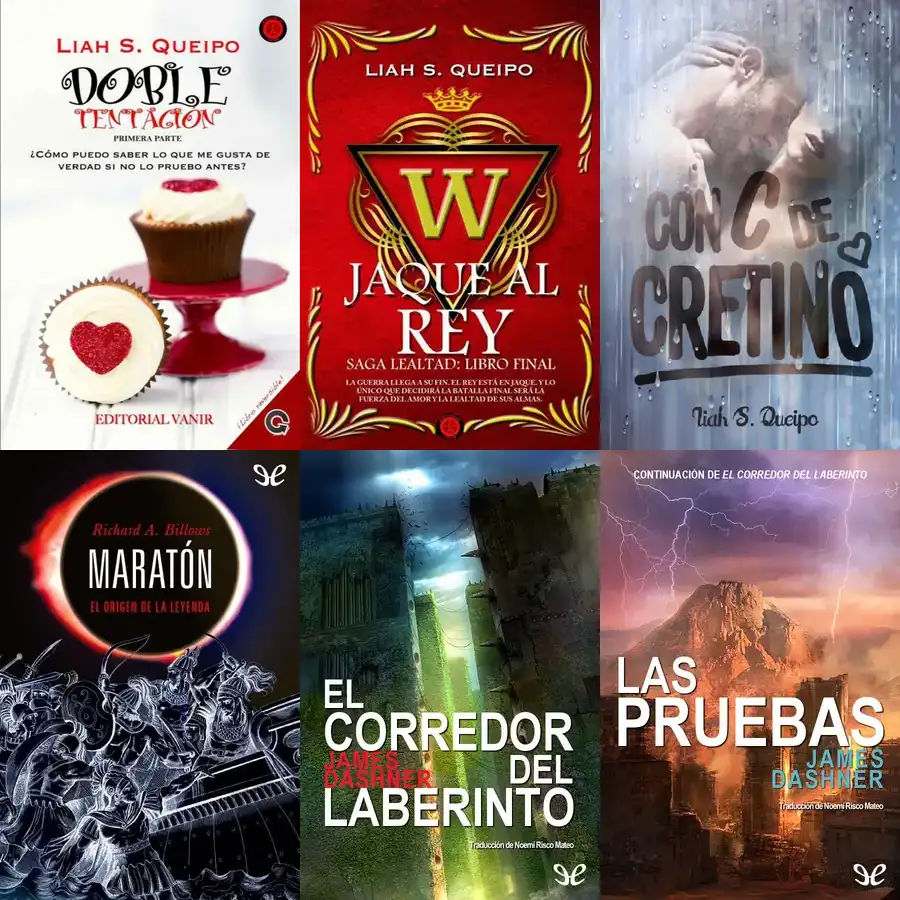 LIAH S. QUEIPO
DOBLE
TENTACIÓN
PRIMERA PARTE
¿CÓMO PUEDO SABER LO QUE ME GUSTA DE
VERDAD SI NO LO PRUEBO ANTES?
EDITORIAL VANIR
¡Libro reversible!
LIAH S. QUEIPO
W
JAQUE AL
REY
SAGA LEALTAD: LIBRO FINAL
LA GUERRA LLEGA A SU FIN. EL REY ESTÁ EN JAQUE, Y LO
ÚNICO QUE DECIDIRÁ LA BATALLA FINAL SERÁ LA
FUERZA DEL AMOR Y LA LEALTAD DE SUS ALMAS.
CON C DE
CRETINO
Liah S. Queipo
Richard A. Billows
MARATÓN
EL ORIGEN DE LA LEYENDA
EL
CORREDOR
JAMES
DASHNER
DEL
LABERINTO
Traducción de Noemí Risco Mateo
CONTINUACIÓN DE EL CORREDOR DEL LABERINTO
LAS
PRUEBAS
JAMES
DASHNER
Traducción de Noemí Risco Mateo